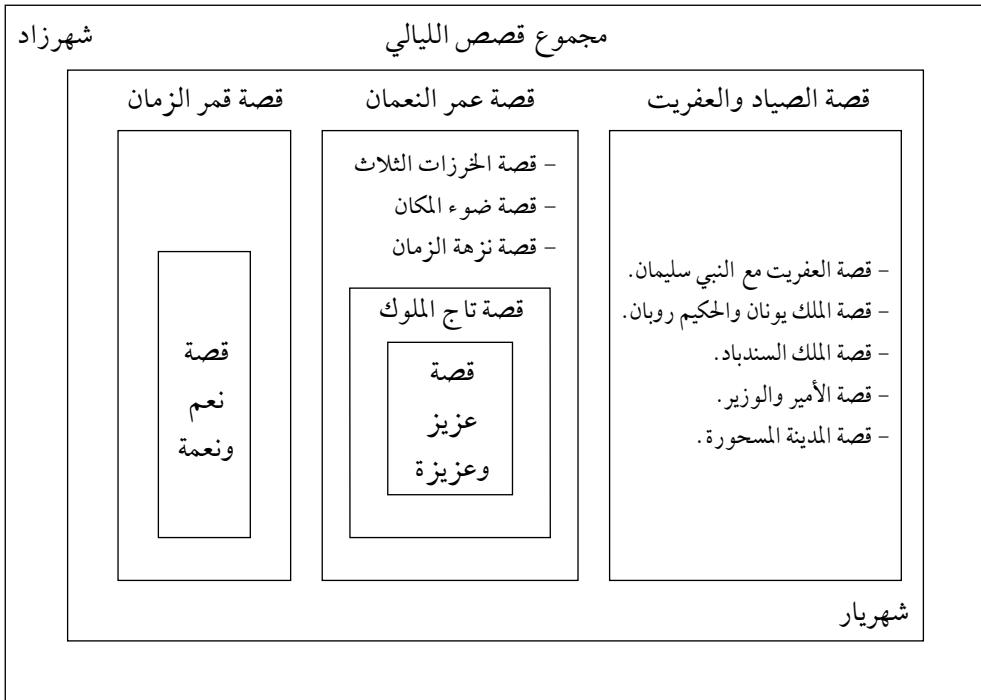 مجموع قصص الليالي
شهرزاد
قصة الصياد والعفريت
– قصة العفريت مع النبي سليمان.
– قصة الملك يونان والحكيم روبان.
– قصة الملك السندباد.
– قصة الأمير والوزير.
– قصة المدينة المسحورة.
قصة عمر النعمان
– قصة الخرزات الثلاث
– قصة ضوء المكان
– قصة نزهة الزمان
قصة تاج الملوك
قصة
عزيز
وعزيزة
قصة قمر الزمان
قصة
نعم
ونعمة
شهريار